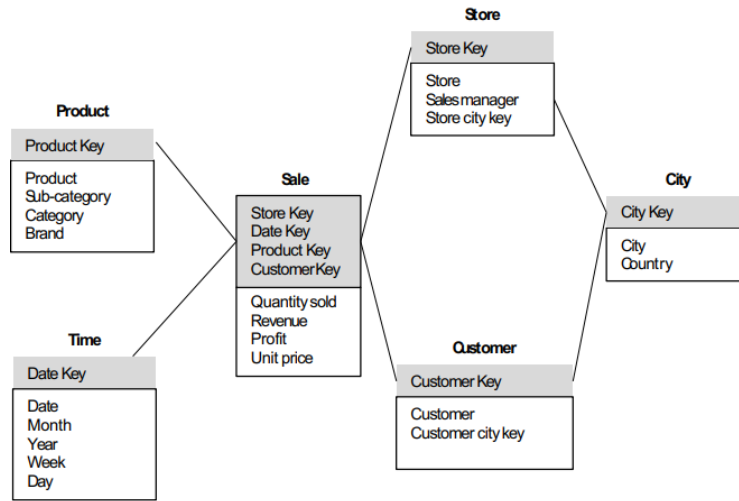 Store
Store Key
Store
Sales manager
Store city key
Product
Product Key
Product
Sub-category
Category
Brand
Sale
Store Key
Date Key
Product Key
Customer Key
Quantity sold
Revenue
Profit
Unit price
City
City Key
City
Country
Time
Date Key
Date
Month
Year
Week
Day
Customer
Customer Key
Customer
Customer city key